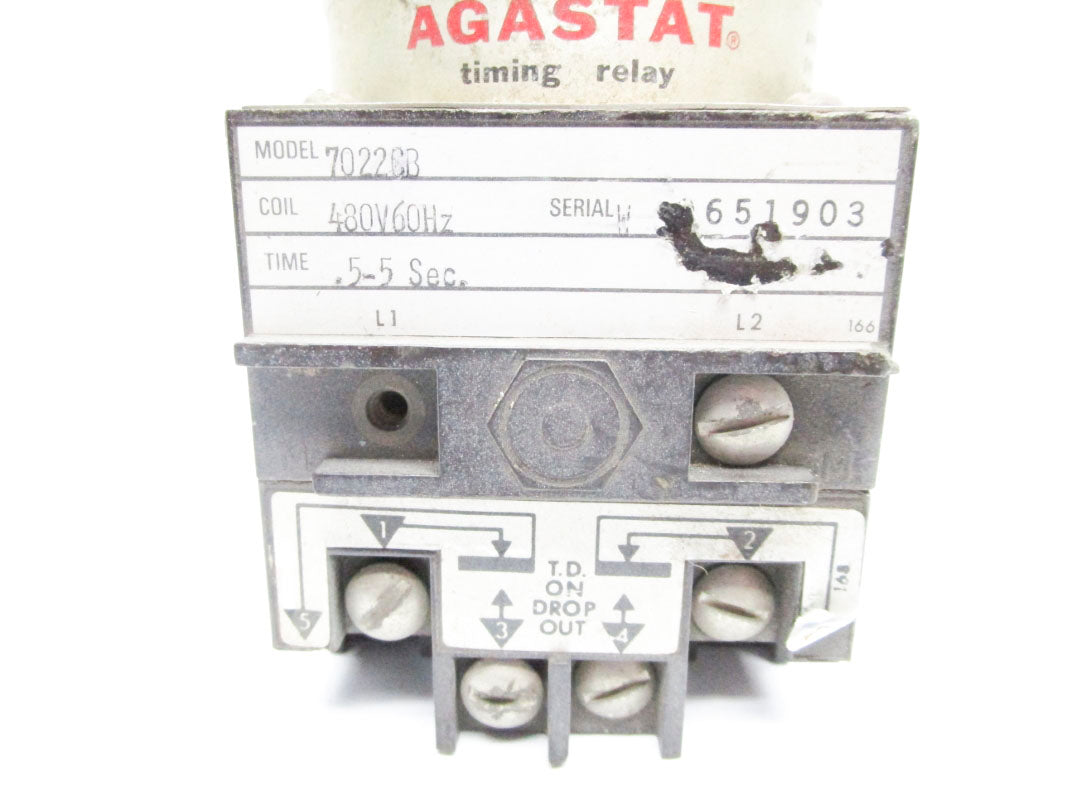 AGASTAT®
timing relay
MODEL 7022CB
COIL 480V60Hz SERIAL W 651903
TIME .5-5 Sec.
L1 L2 166
1 2
T.D.
ON
DROP
OUT
5 3 4
168